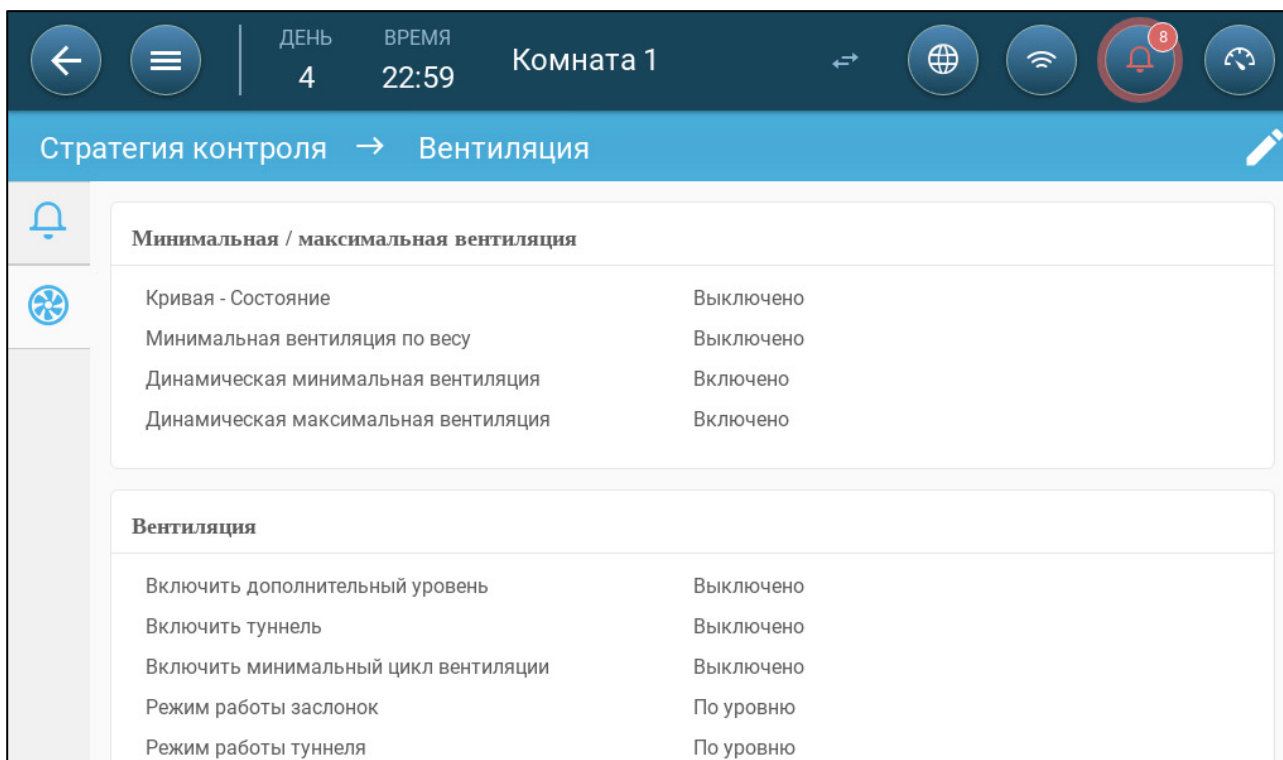 ДЕНЬ ВРЕМЯ
4 22:59 Комната 1 8
Стратегия контроля → Вентиляция
Минимальная / максимальная вентиляция
Кривая - Состояние Выключено
Минимальная вентиляция по весу Выключено
Динамическая минимальная вентиляция Включено
Динамическая максимальная вентиляция Включено
Вентиляция
Включить дополнительный уровень Выключено
Включить туннель Выключено
Включить минимальный цикл вентиляции Выключено
Режим работы заслонок По уровню
Режим работы туннеля По уровню